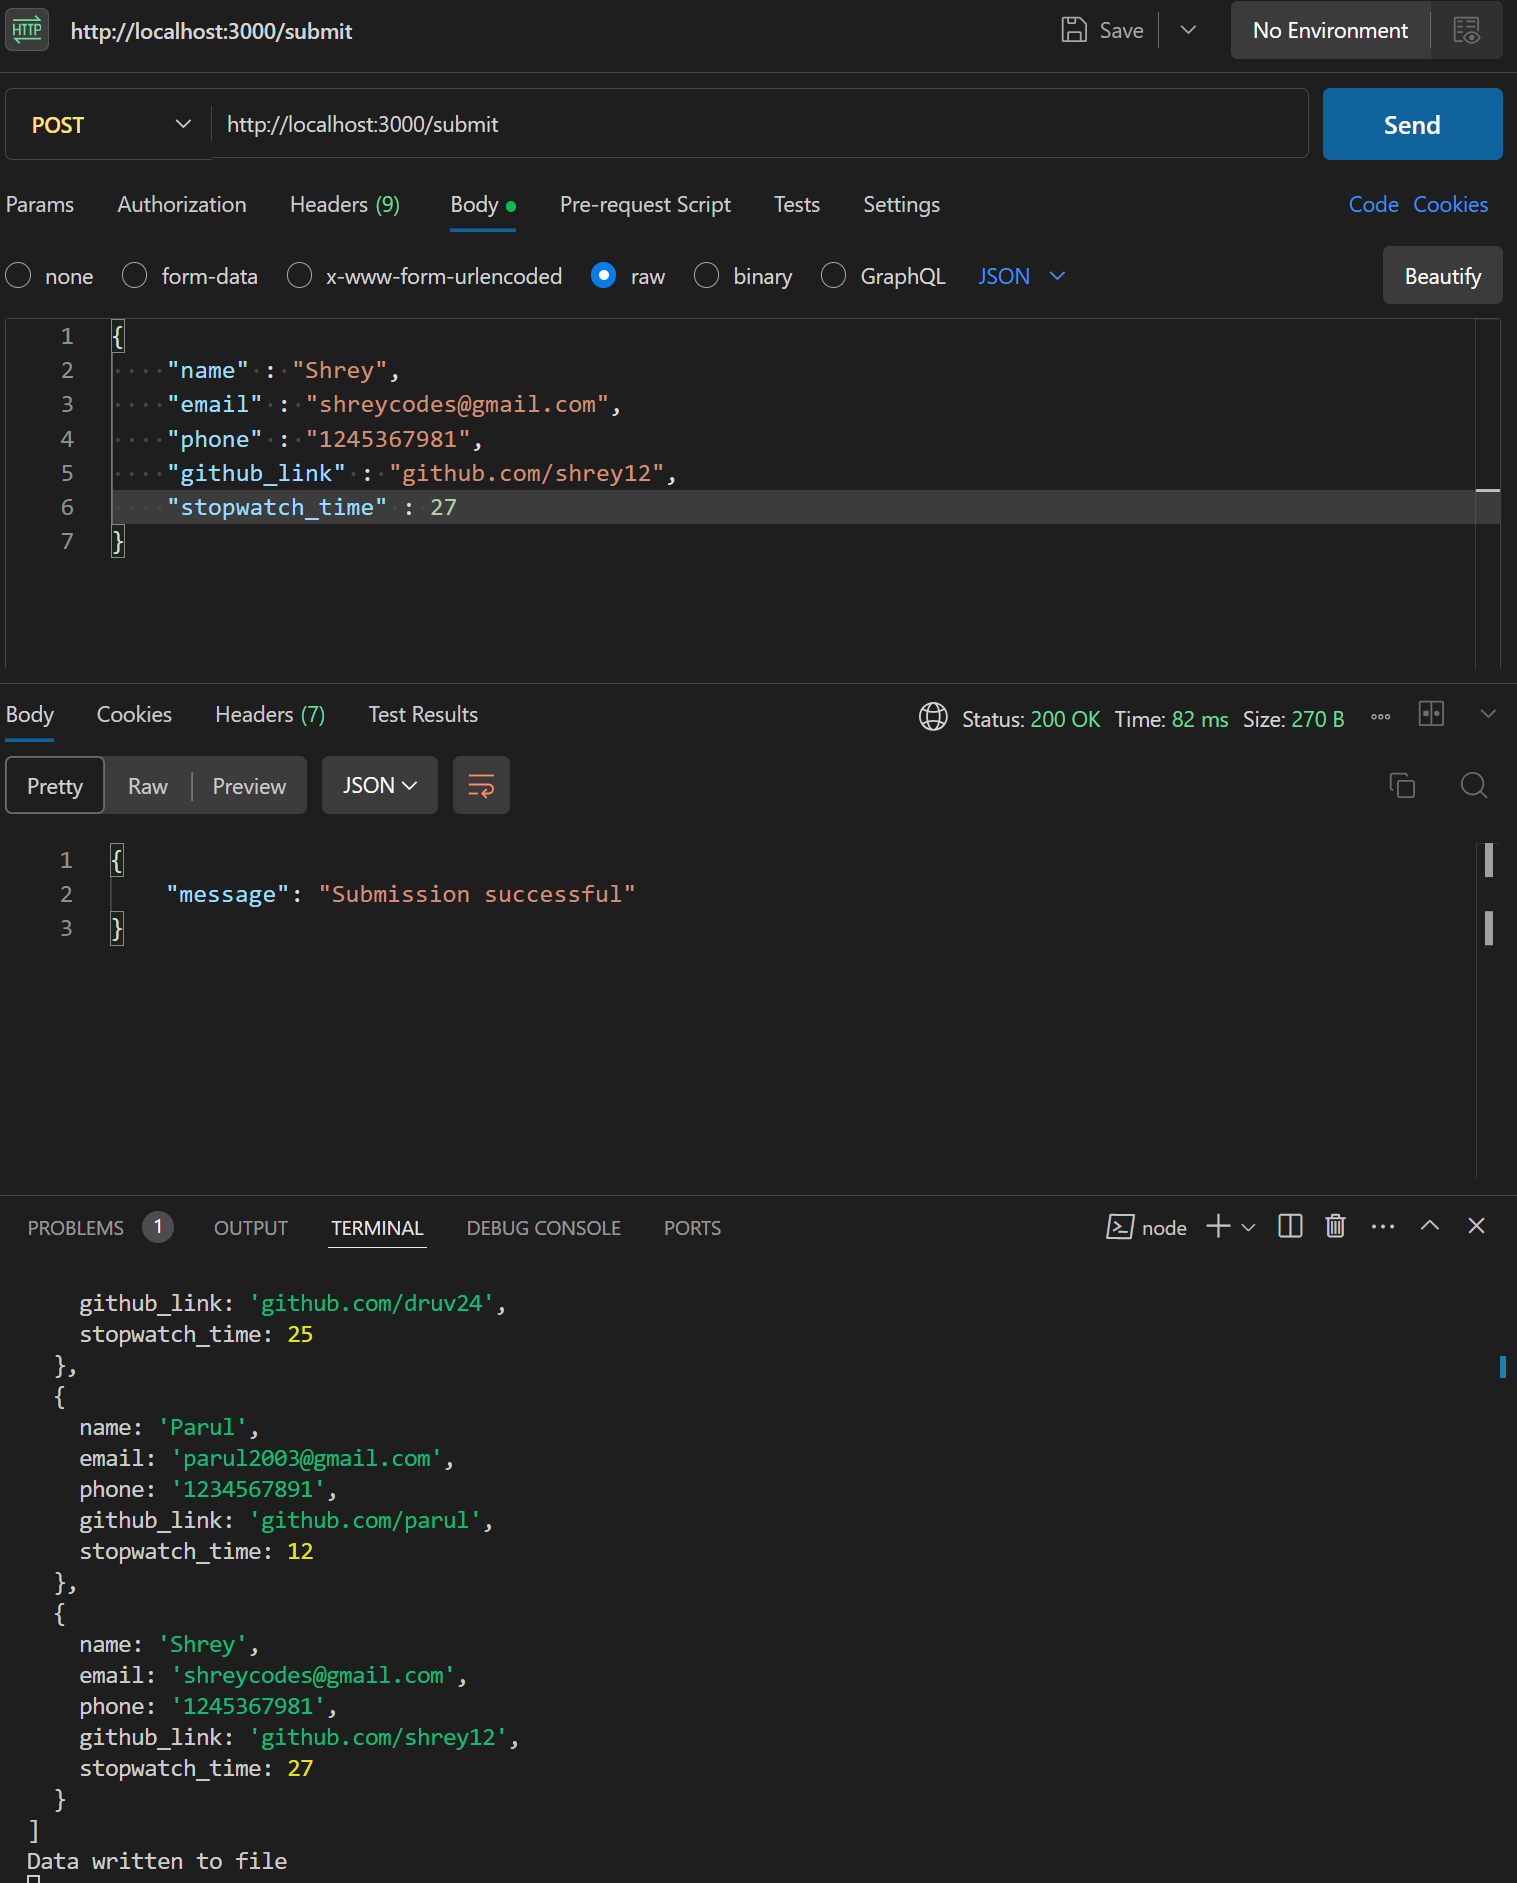 HTTP http://localhost:3000/submit Save No Environment
POST http://localhost:3000/submit Send
Params Authorization Headers (9) Body Pre-request Script Tests Settings Code Cookies
none form-data x-www-form-urlencoded raw binary GraphQL JSON Beautify
1 {
2 "name" : "Shrey",
3 "email" : "shreycodes@gmail.com",
4 "phone" : "1245367981",
5 "github_link" : "github.com/shrey12",
6 "stopwatch_time" : 27
7 }
Body Cookies Headers (7) Test Results Status: 200 OK Time: 82 ms Size: 270 B
Pretty Raw Preview JSON
1 {
2 "message": "Submission successful"
3 }
PROBLEMS 1 OUTPUT TERMINAL DEBUG CONSOLE PORTS node
github_link: 'github.com/druv24',
stopwatch_time: 25
},
{
name: 'Parul',
email: 'parul2003@gmail.com',
phone: '1234567891',
github_link: 'github.com/parul',
stopwatch_time: 12
},
{
name: 'Shrey',
email: 'shreycodes@gmail.com',
phone: '1245367981',
github_link: 'github.com/shrey12',
stopwatch_time: 27
}
]
Data written to file